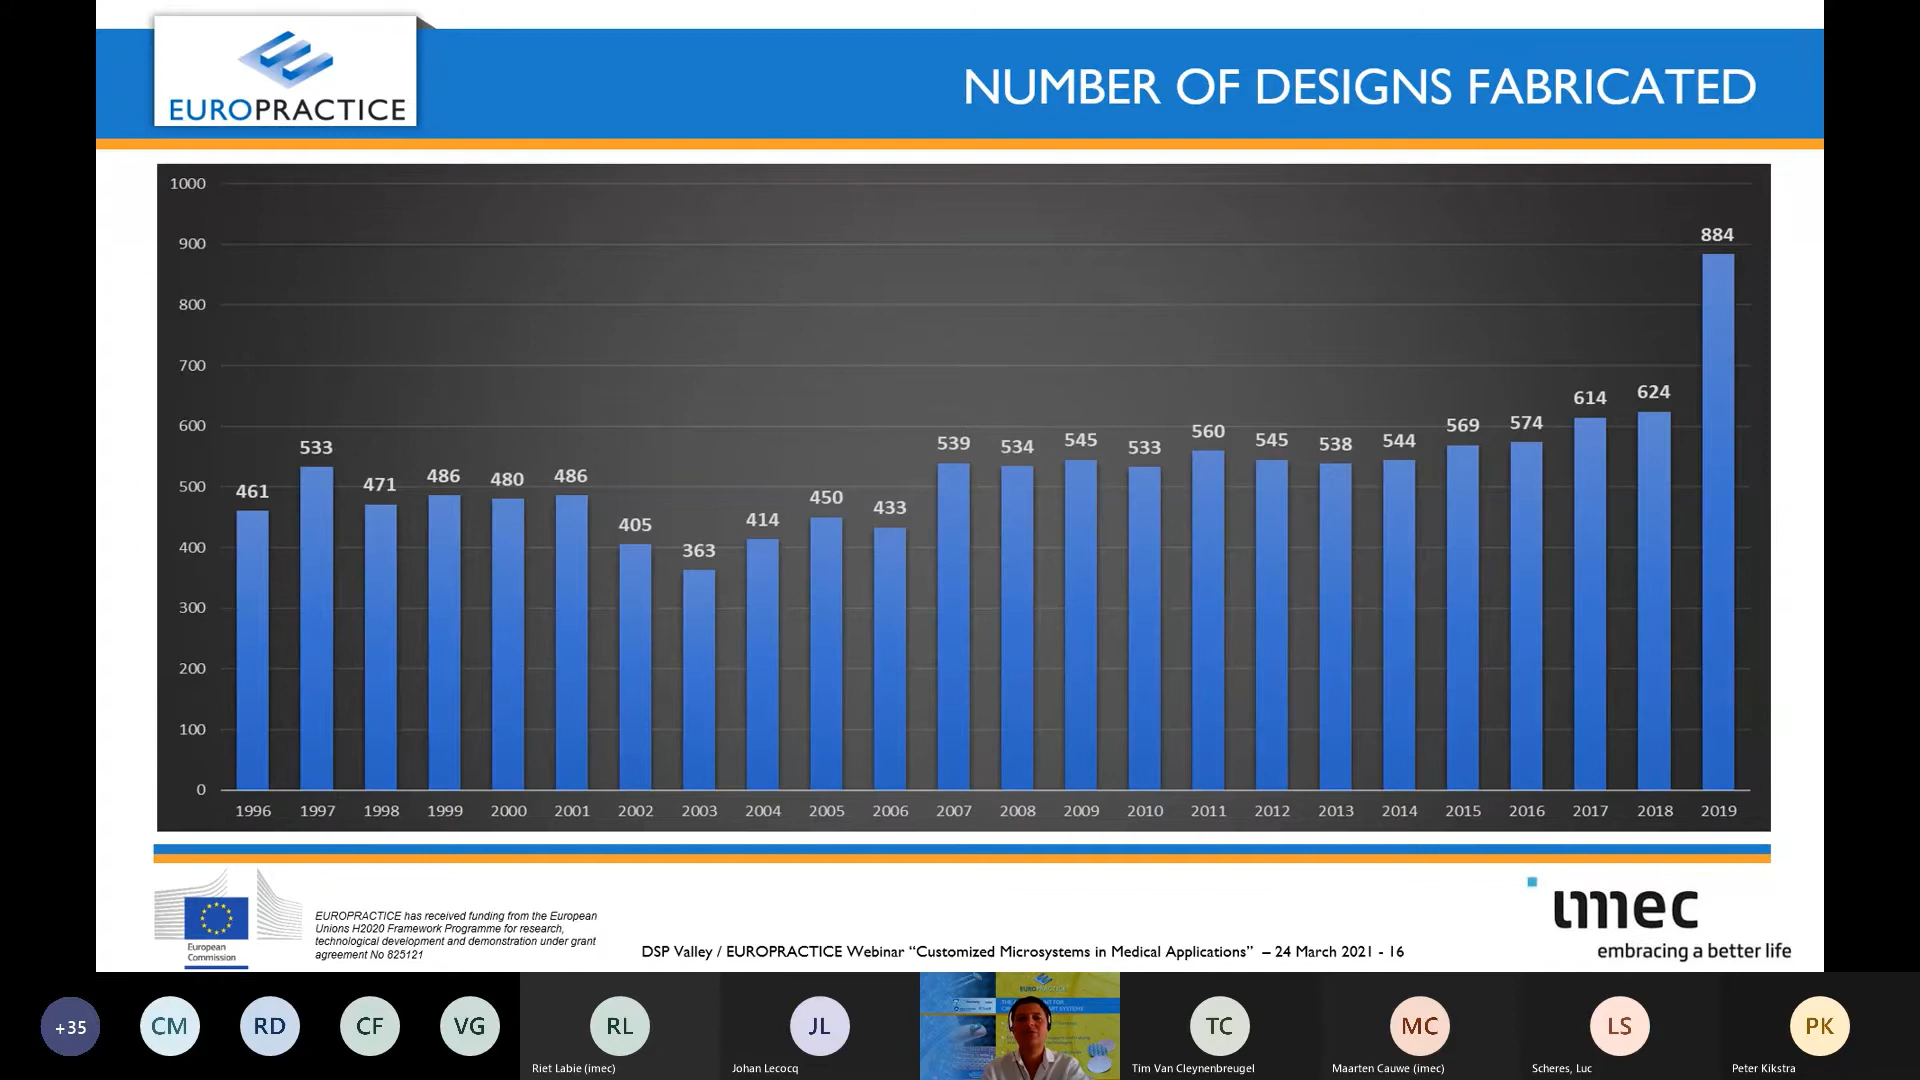 EUROPRACTICE
NUMBER OF DESIGNS FABRICATED
1000
900
800
700
600
500
400
300
200
100
0
461
533
471
486
480
486
405
363
414
450
433
539
534
545
533
560
545
538
544
569
574
614
624
884
1996
1997
1998
1999
2000
2001
2002
2003
2004
2005
2006
2007
2008
2009
2010
2011
2012
2013
2014
2015
2016
2017
2018
2019
European
Commission
EUROPRACTICE has received funding from the European
Unions H2020 Framework Programme for research,
technological development and demonstration under grant
agreement No 825121
DSP Valley / EUROPRACTICE Webinar “Customized Microsystems in Medical Applications” – 24 March 2021 - 16
imec
embracing a better life
+35
CM
RD
CF
VG
RL
Riet Labie (imec)
JL
Johan Lecocq
TC
Tim Van Cleynenbreugel
MC
Maarten Cauwe (imec)
LS
Scheres, Luc
PK
Peter Kikstra